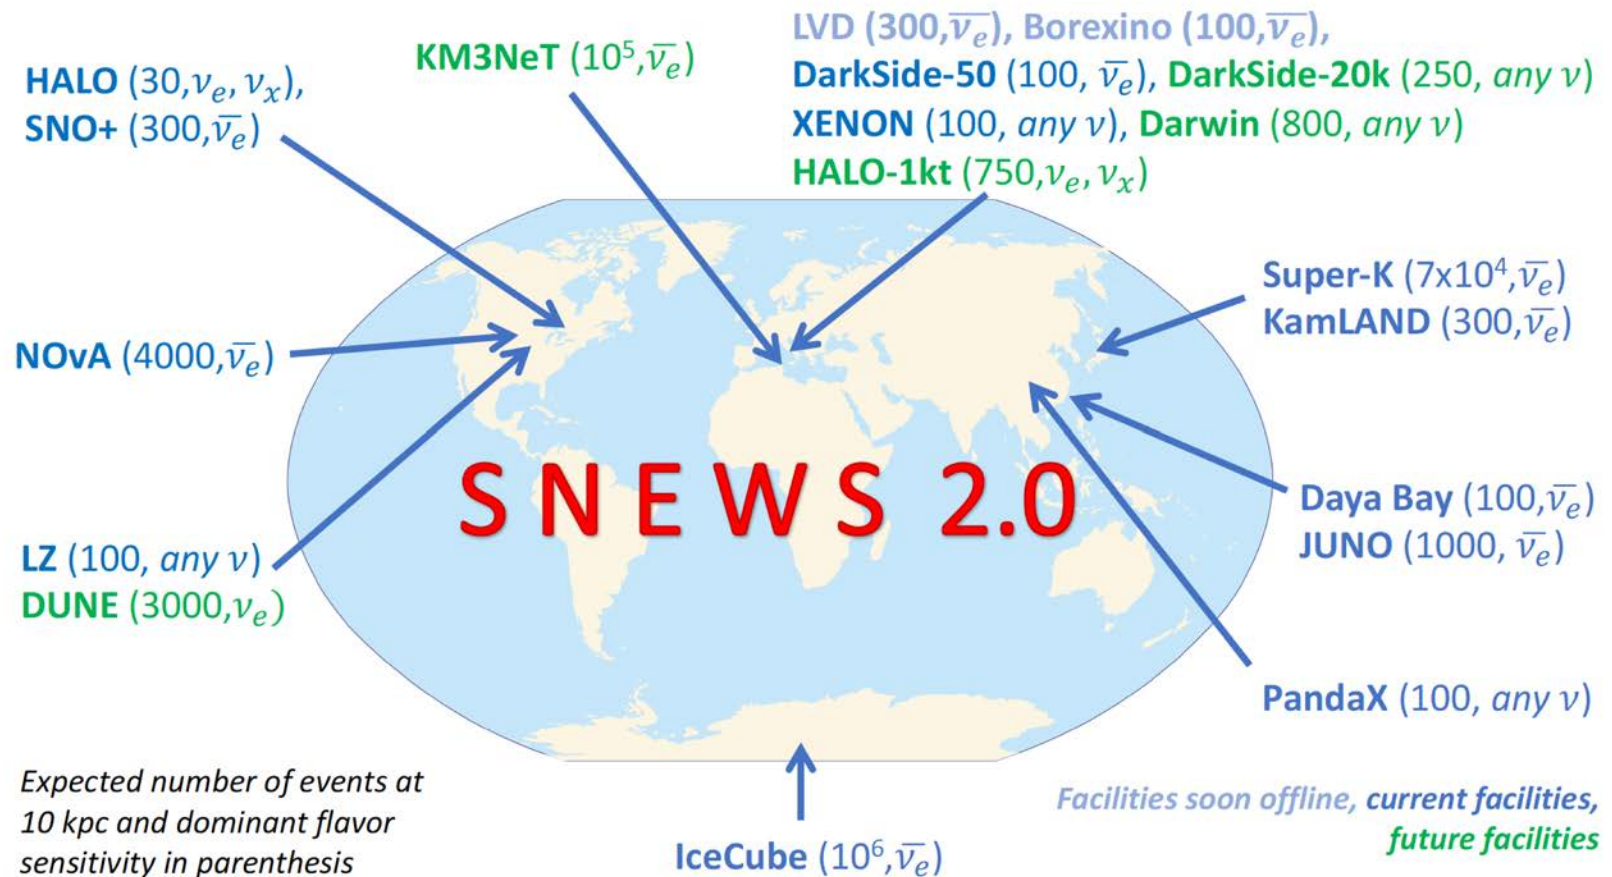 LVD (300,ν̅ₑ), Borexino (100,ν̅ₑ),
DarkSide-50 (100, ν̅ₑ), DarkSide-20k (250, any ν)
XENON (100, any ν), Darwin (800, any ν)
HALO-1kt (750,νₑ, νₓ)
KM3NeT (10⁵,ν̅ₑ)
HALO (30,νₑ, νₓ),
SNO+ (300,ν̅ₑ)
Super-K (7x10⁴,ν̅ₑ)
KamLAND (300,ν̅ₑ)
NOvA (4000,ν̅ₑ)
SNEWS 2.0
Daya Bay (100,ν̅ₑ)
JUNO (1000, ν̅ₑ)
LZ (100, any ν)
DUNE (3000,νₑ)
PandaX (100, any ν)
Expected number of events at
10 kpc and dominant flavor
sensitivity in parenthesis
IceCube (10⁶,ν̅ₑ)
Facilities soon offline, current facilities,
future facilities